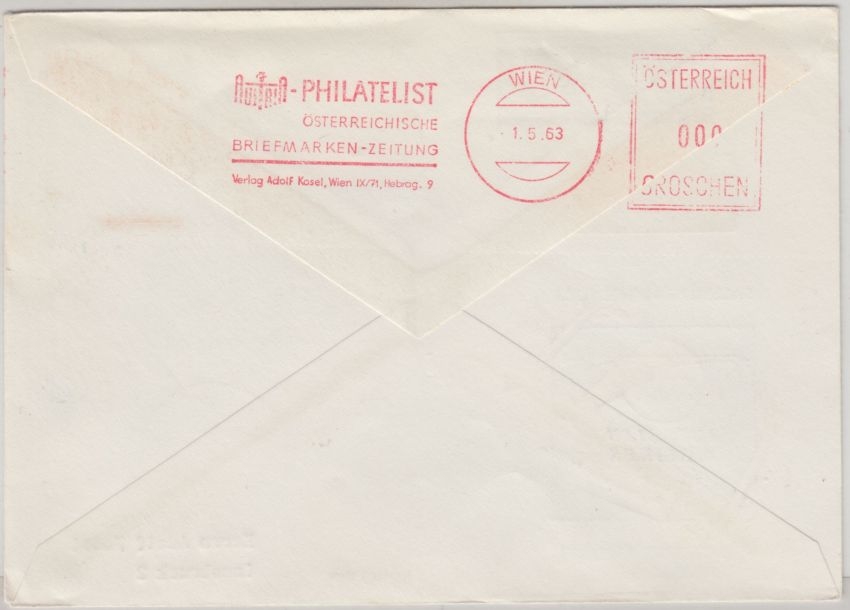 AUSTRIA-PHILATELIST
ÖSTERREICHISCHE
BRIEFMARKEN-ZEITUNG
Verlag Adolf Kosel, Wien IX/71, Hebrag. 9
WIEN
- 1. 5. 63
ÖSTERREICH
000
GROSCHEN